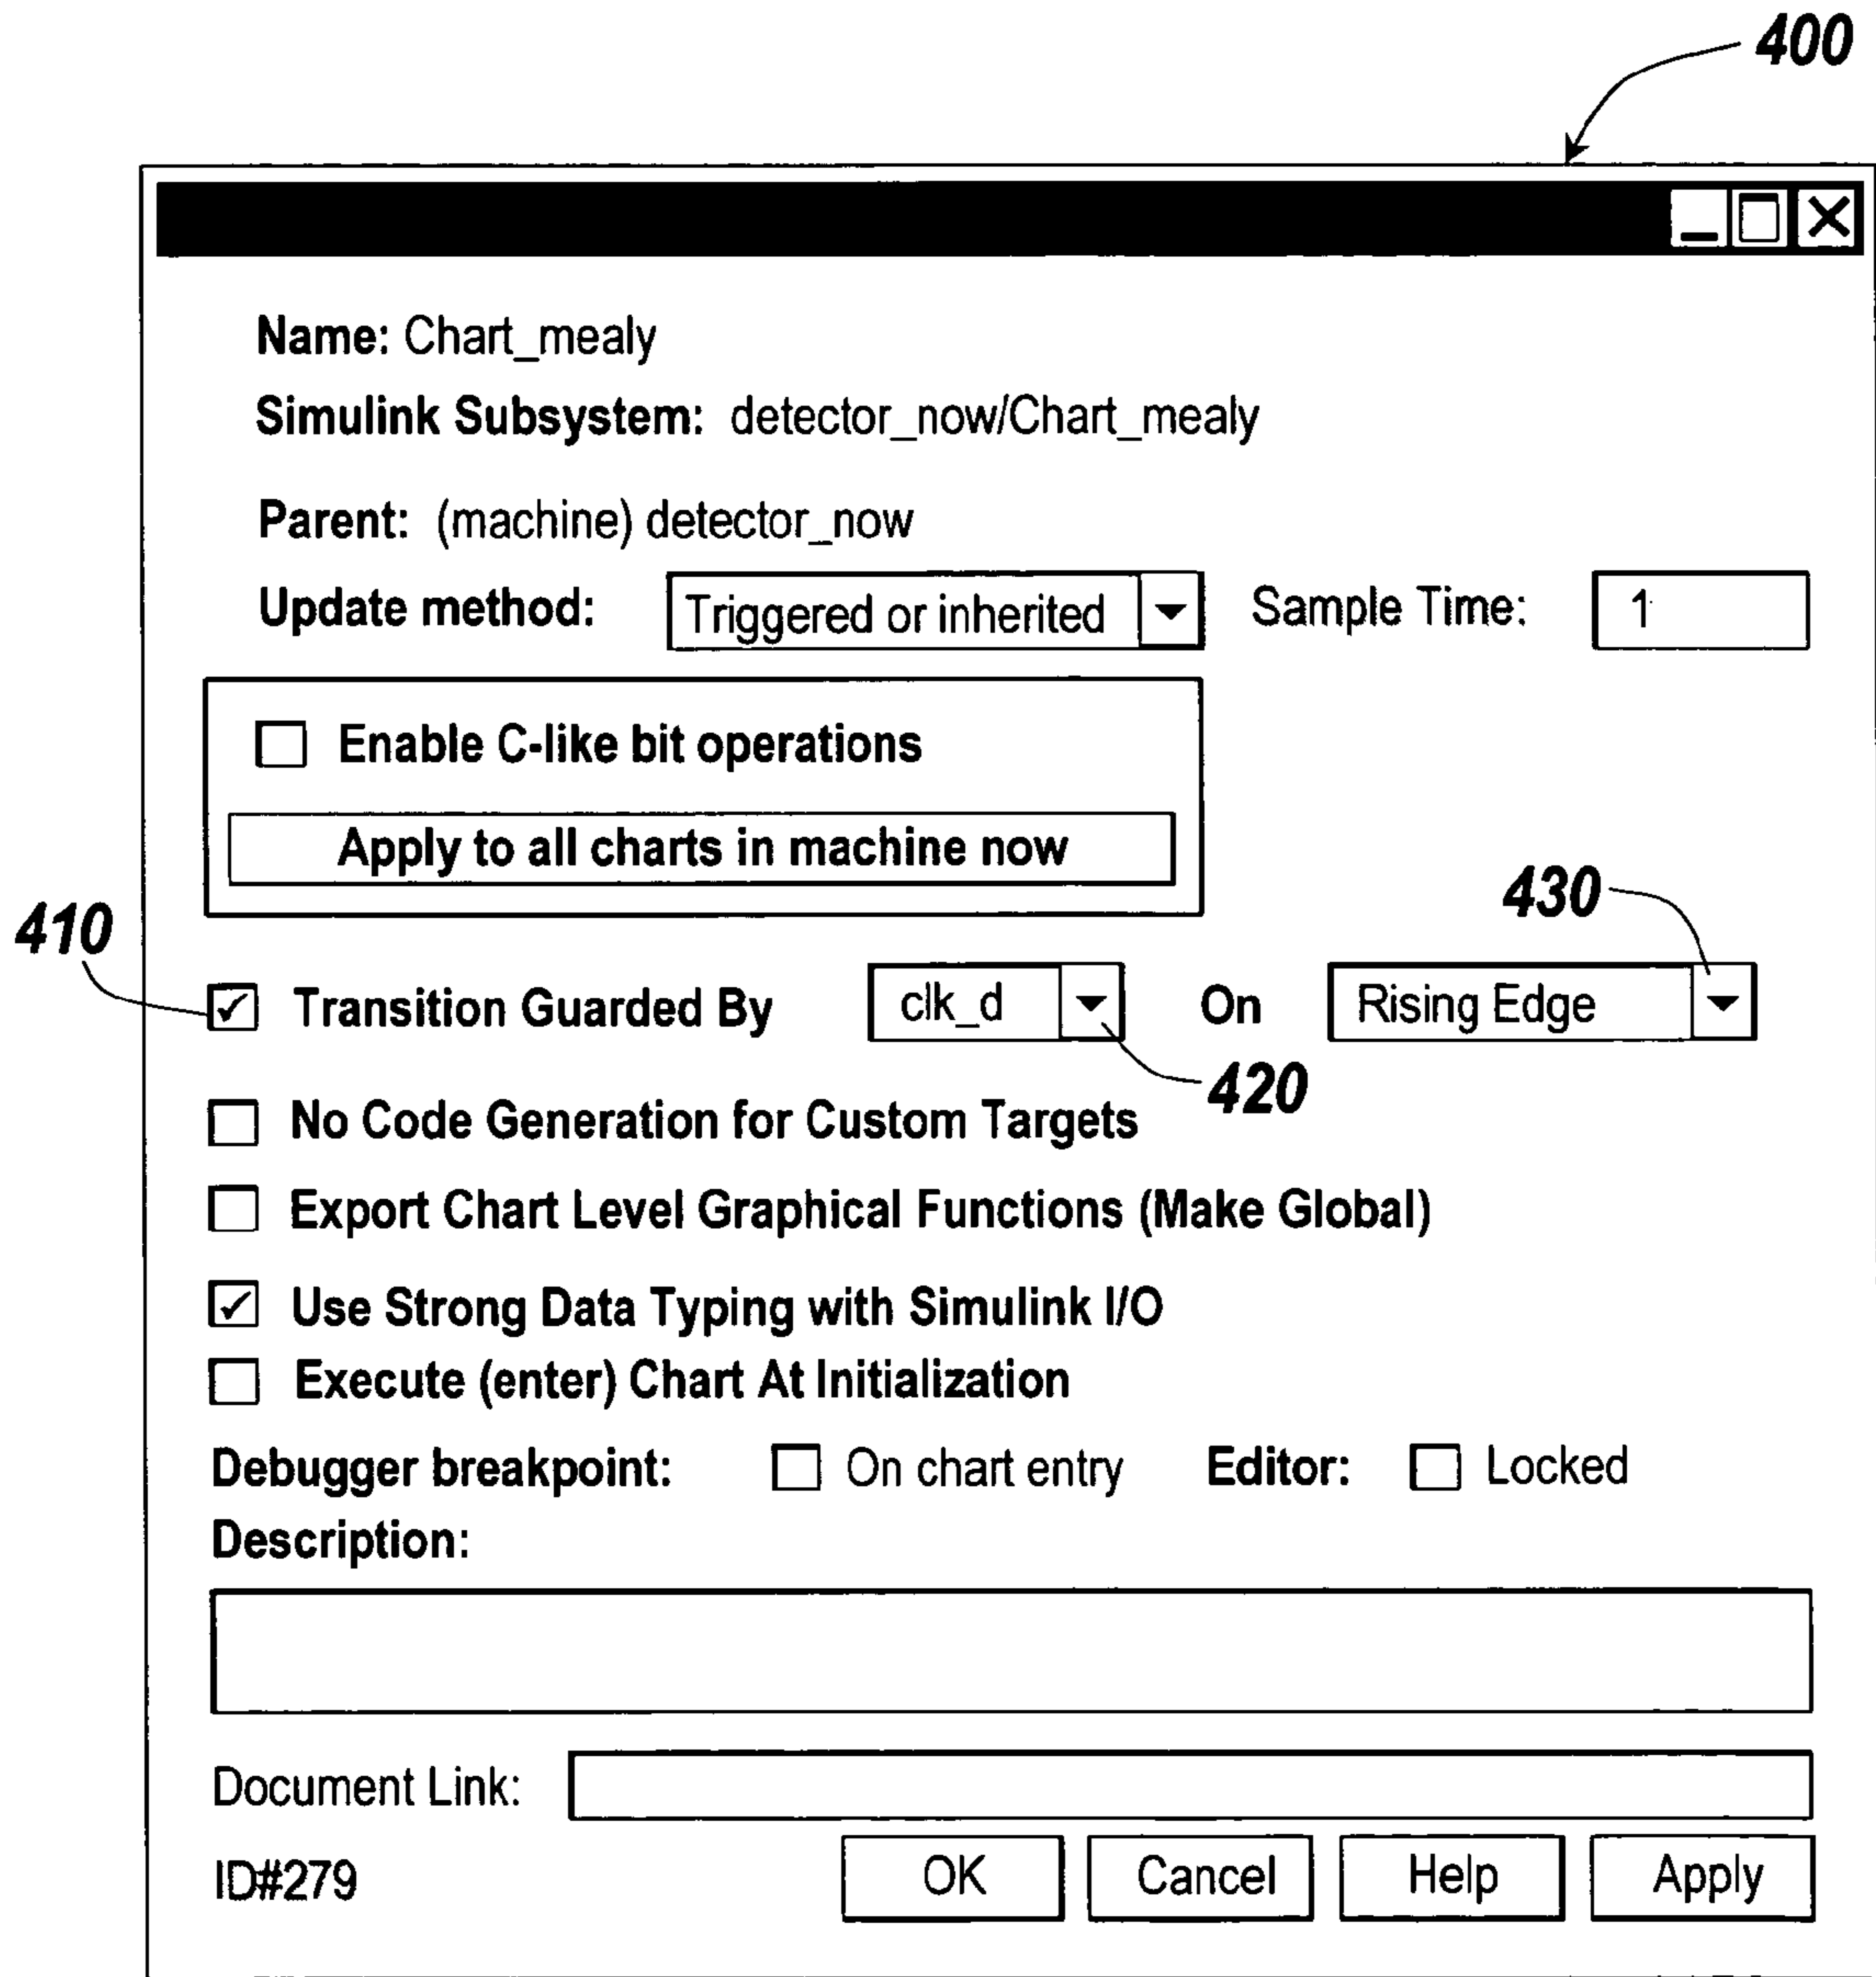 400
Name: Chart_mealy
Simulink Subsystem: detector_now/Chart_mealy
Parent: (machine) detector_now
Update method: Triggered or inherited Sample Time: 1
Enable C-like bit operations
Apply to all charts in machine now
430
410
Transition Guarded By clk_d On Rising Edge
420
No Code Generation for Custom Targets
Export Chart Level Graphical Functions (Make Global)
Use Strong Data Typing with Simulink I/O
Execute (enter) Chart At Initialization
Debugger breakpoint: On chart entry Editor: Locked
Description:
Document Link:
ID#279 OK Cancel Help Apply